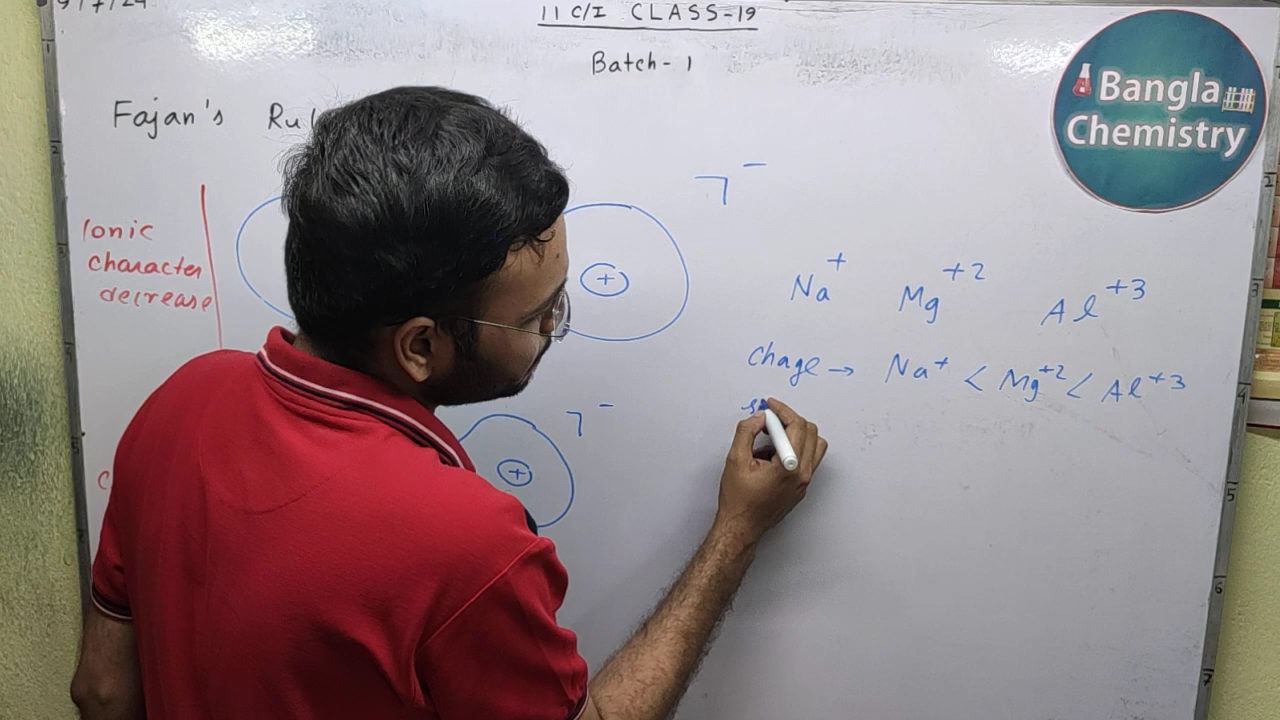 9/7/24
11 C/I CLASS-19
Batch-1
Bangla
Chemistry
Fajan's
Ionic
character
decrease
+
⁻
Na⁺ Mg⁺² Al⁺³
chage → Na⁺ < Mg⁺² < Al⁺³
+
⁻